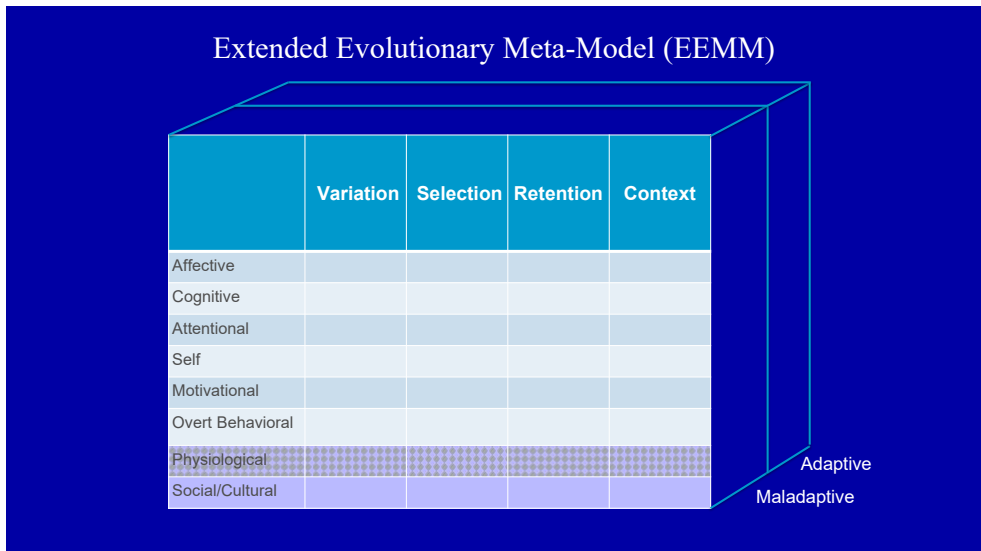 Extended Evolutionary Meta-Model (EEMM)
Variation Selection Retention Context
Affective
Cognitive
Attentional
Self
Motivational
Overt Behavioral
Physiological
Social/Cultural
Adaptive
Maladaptive